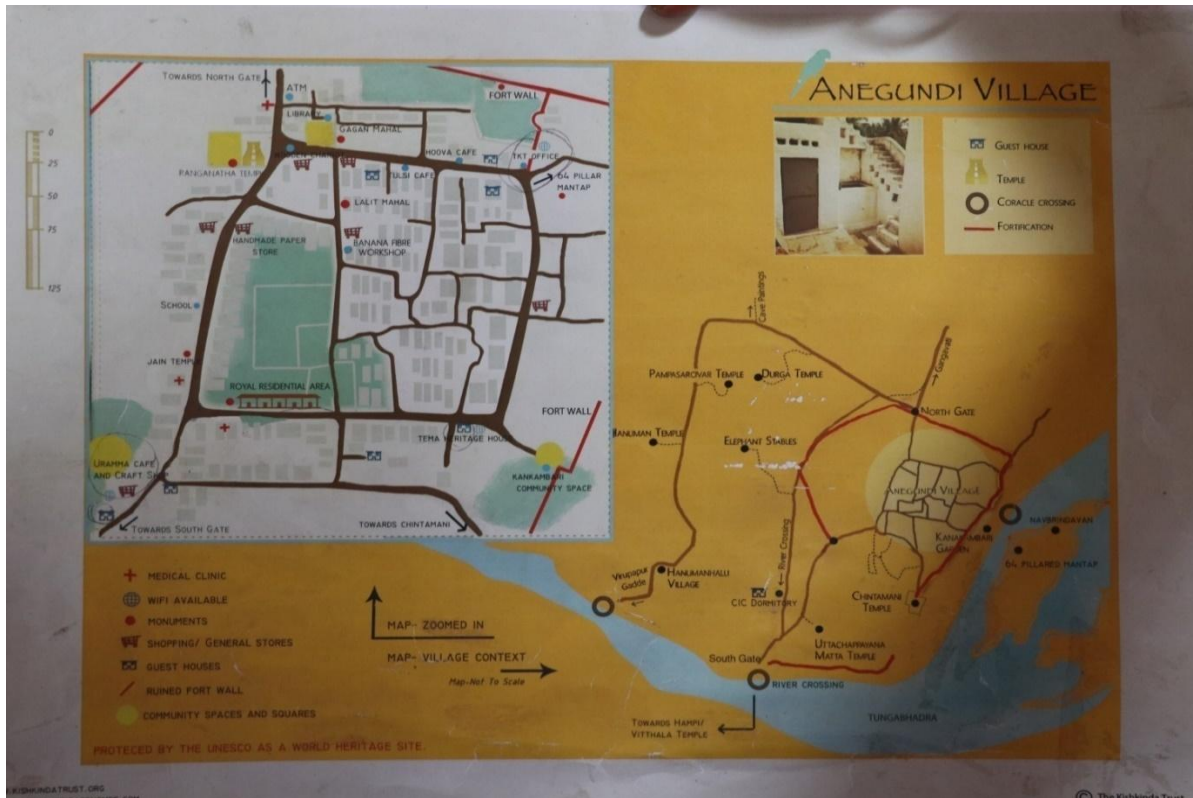 ANEGUNDI VILLAGE
GUEST HOUSE
TEMPLE
CORACLE CROSSING
FORTIFICATION
0
25
50
75
125
TOWARDS NORTH GATE
ATM
LIBRARY
GAGAN MAHAL
FORT WALL
HOOVA CAFE
TKT OFFICE
TULSI CAFE
64 PILLAR
MANTAP
LALIT MAHAL
HANDMADE PAPER
STORE
BANANA FIBRE
WORKSHOP
SCHOOL
JAIN TEMPLE
ROYAL RESIDENTIAL AREA
FORT WALL
TEMA HERITAGE HOUSE
URAMMA CAFE
AND CRAFT SHOP
KANKAMBARI
COMMUNITY SPACE
TOWARDS SOUTH GATE
TOWARDS CHINTAMANI
Cave Paintings
Gangavati
PAMPASAROVAR TEMPLE
DURGA TEMPLE
NORTH GATE
HANUMAN TEMPLE
ELEPHANT STABLES
ANEGUNDI VILLAGE
NAVBRINDAVAN
GARDEN
64 PILLARED MANTAP
River Crossing
Virupapur
Gadde
HANUMANHALLI
VILLAGE
CIC DORMITORY
CHINTAMANI
TEMPLE
UTTACHAPPAYANA
MATTA TEMPLE
South Gate
RIVER CROSSING
TOWARDS HAMPI/
VITTHALA TEMPLE
TUNGABHADRA
MEDICAL CLINIC
WIFI AVAILABLE
MONUMENTS
SHOPPING/ GENERAL STORES
GUEST HOUSES
RUINED FORT WALL
COMMUNITY SPACES AND SQUARES
MAP- ZOOMED IN
MAP- VILLAGE CONTEXT
Map-Not To Scale
PROTECED BY THE UNESCO AS A WORLD HERITAGE SITE.
KISHKINDATRUST.ORG
© The Kishkinda Trust